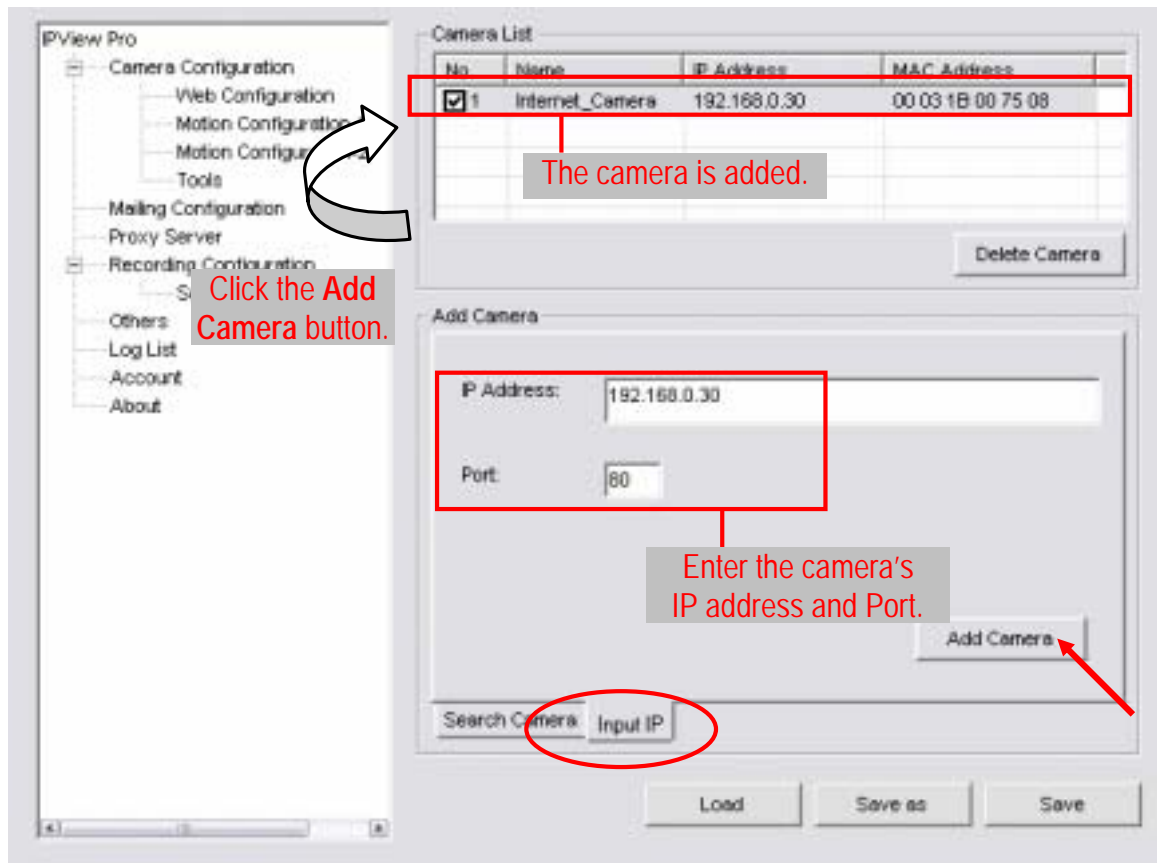 IPView Pro
Camera Configuration
Web Configuration
Motion Configuration
Motion
Tools
Mailing Configuration
Proxy Server
Recording Configuration
Others
Log List
Account
About
Click the Add
Camera button.
Camera List
No. Name IP Address MAC Address
1 Internet_Camera 192.168.0.30 00 03 1B 00 75 08
The camera is added.
Delete Camera
Add Camera
IP Address: 192.168.0.30
Port: 80
Enter the camera's
IP address and Port.
Add Camera
Search Camera Input IP
Load Save as Save